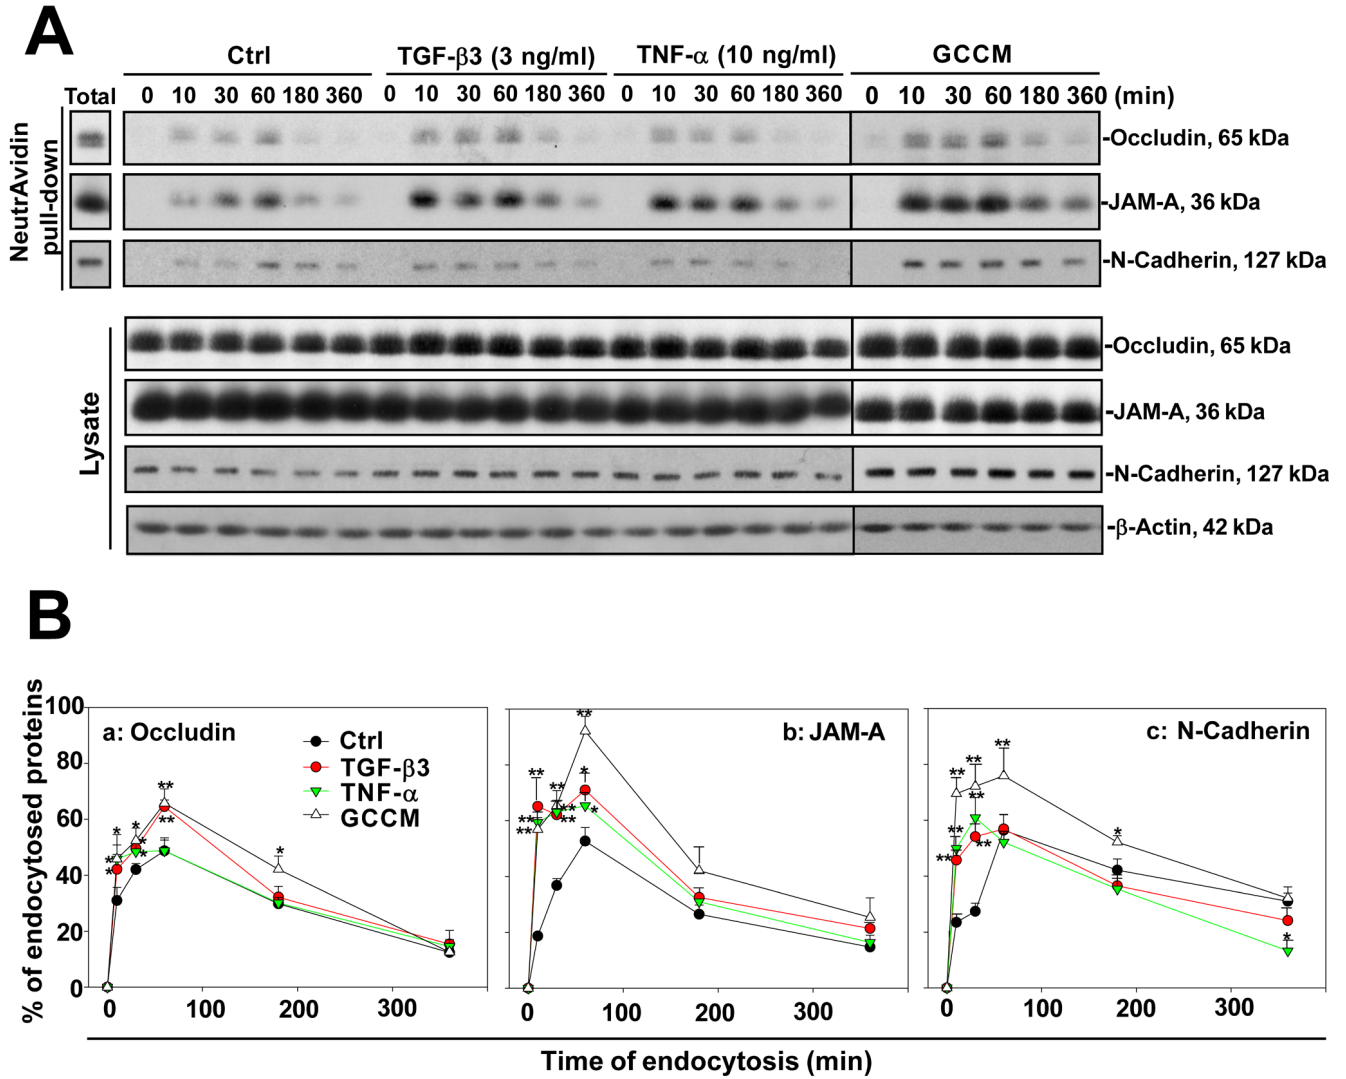 A
Ctrl TGF-β3 (3 ng/ml) TNF-α (10 ng/ml) GCCM
Total 0 10 30 60 180 360 0 10 30 60 180 360 0 10 30 60 180 360 0 10 30 60 180 360 (min)
NeutrAvidin
pull-down
-Occludin, 65 kDa
-JAM-A, 36 kDa
-N-Cadherin, 127 kDa
Lysate
-Occludin, 65 kDa
-JAM-A, 36 kDa
-N-Cadherin, 127 kDa
-β-Actin, 42 kDa
B
% of endocytosed proteins
100
80
60
40
20
0
a: Occludin
Ctrl
TGF-β3
TNF-α
GCCM
b: JAM-A
c: N-Cadherin
0 100 200 300
0 100 200 300
0 100 200 300
Time of endocytosis (min)